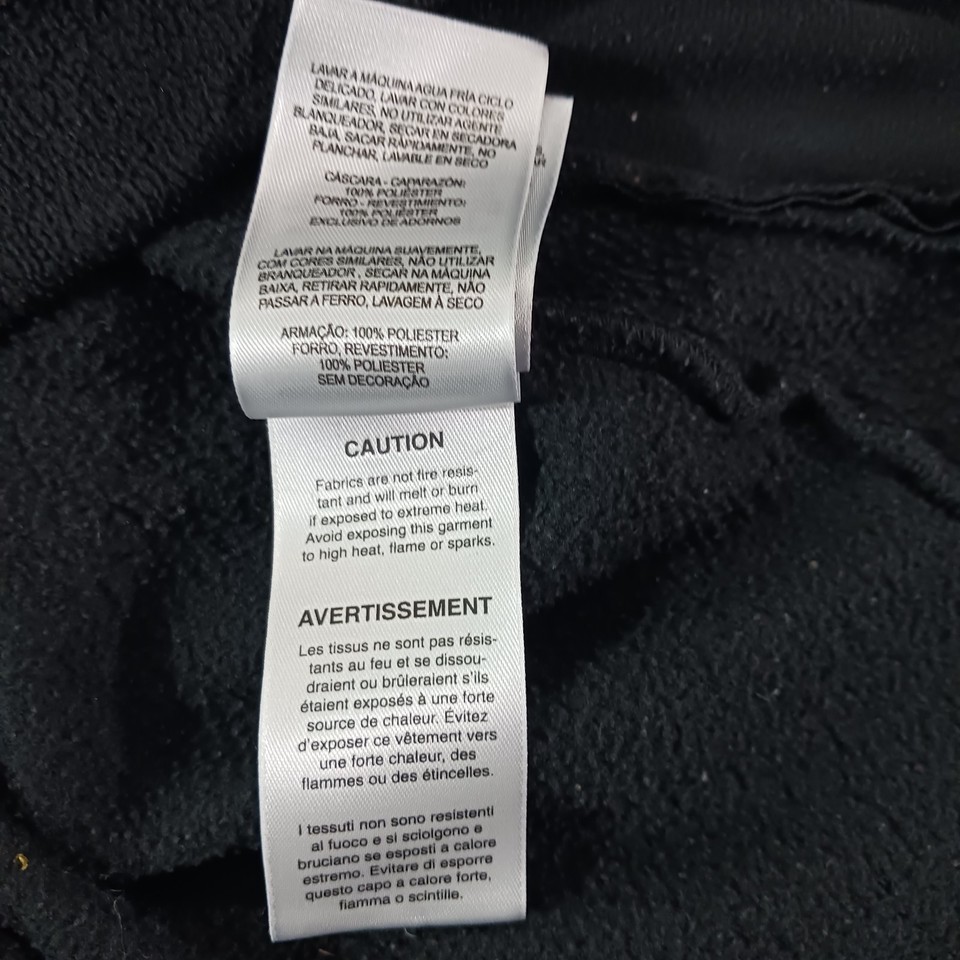 LAVAR A MÁQUINA AGUA FRÍA CICLO
DELICADO, LAVAR CON COLORES
SIMILARES, NO UTILIZAR AGENTE
BLANQUEADOR, SECAR EN SECADORA
BAJA, SACAR RÁPIDAMENTE, NO
PLANCHAR, LAVABLE EN SECO
CÁSCARA - CAPARAZÓN:
100% POLIÉSTER
FORRO - REVESTIMIENTO:
100% POLIÉSTER
EXCLUSIVO DE ADORNOS
LAVAR NA MÁQUINA SUAVEMENTE,
COM CORES SIMILARES, NÃO UTILIZAR
BRANQUEADOR , SECAR NA MÁQUINA
BAIXA, RETIRAR RAPIDAMENTE, NÃO
PASSAR A FERRO, LAVAGEM À SECO
ARMAÇÃO: 100% POLIESTER
FORRO, REVESTIMENTO:
100% POLIESTER
SEM DECORAÇÃO
CAUTION
Fabrics are not fire resis-
tant and will melt or burn
if exposed to extreme heat.
Avoid exposing this garment
to high heat, flame or sparks.
AVERTISSEMENT
Les tissus ne sont pas résis-
tants au feu et se dissou-
draient ou brûleraient s'ils
étaient exposés à une forte
source de chaleur. Évitez
d'exposer ce vêtement vers
une forte chaleur, des
flammes ou des étincelles.
I tessuti non sono resistenti
al fuoco e si sciolgono e
bruciano se esposti a calore
estremo. Evitare di esporre
questo capo a calore forte,
fiamma o scintille.